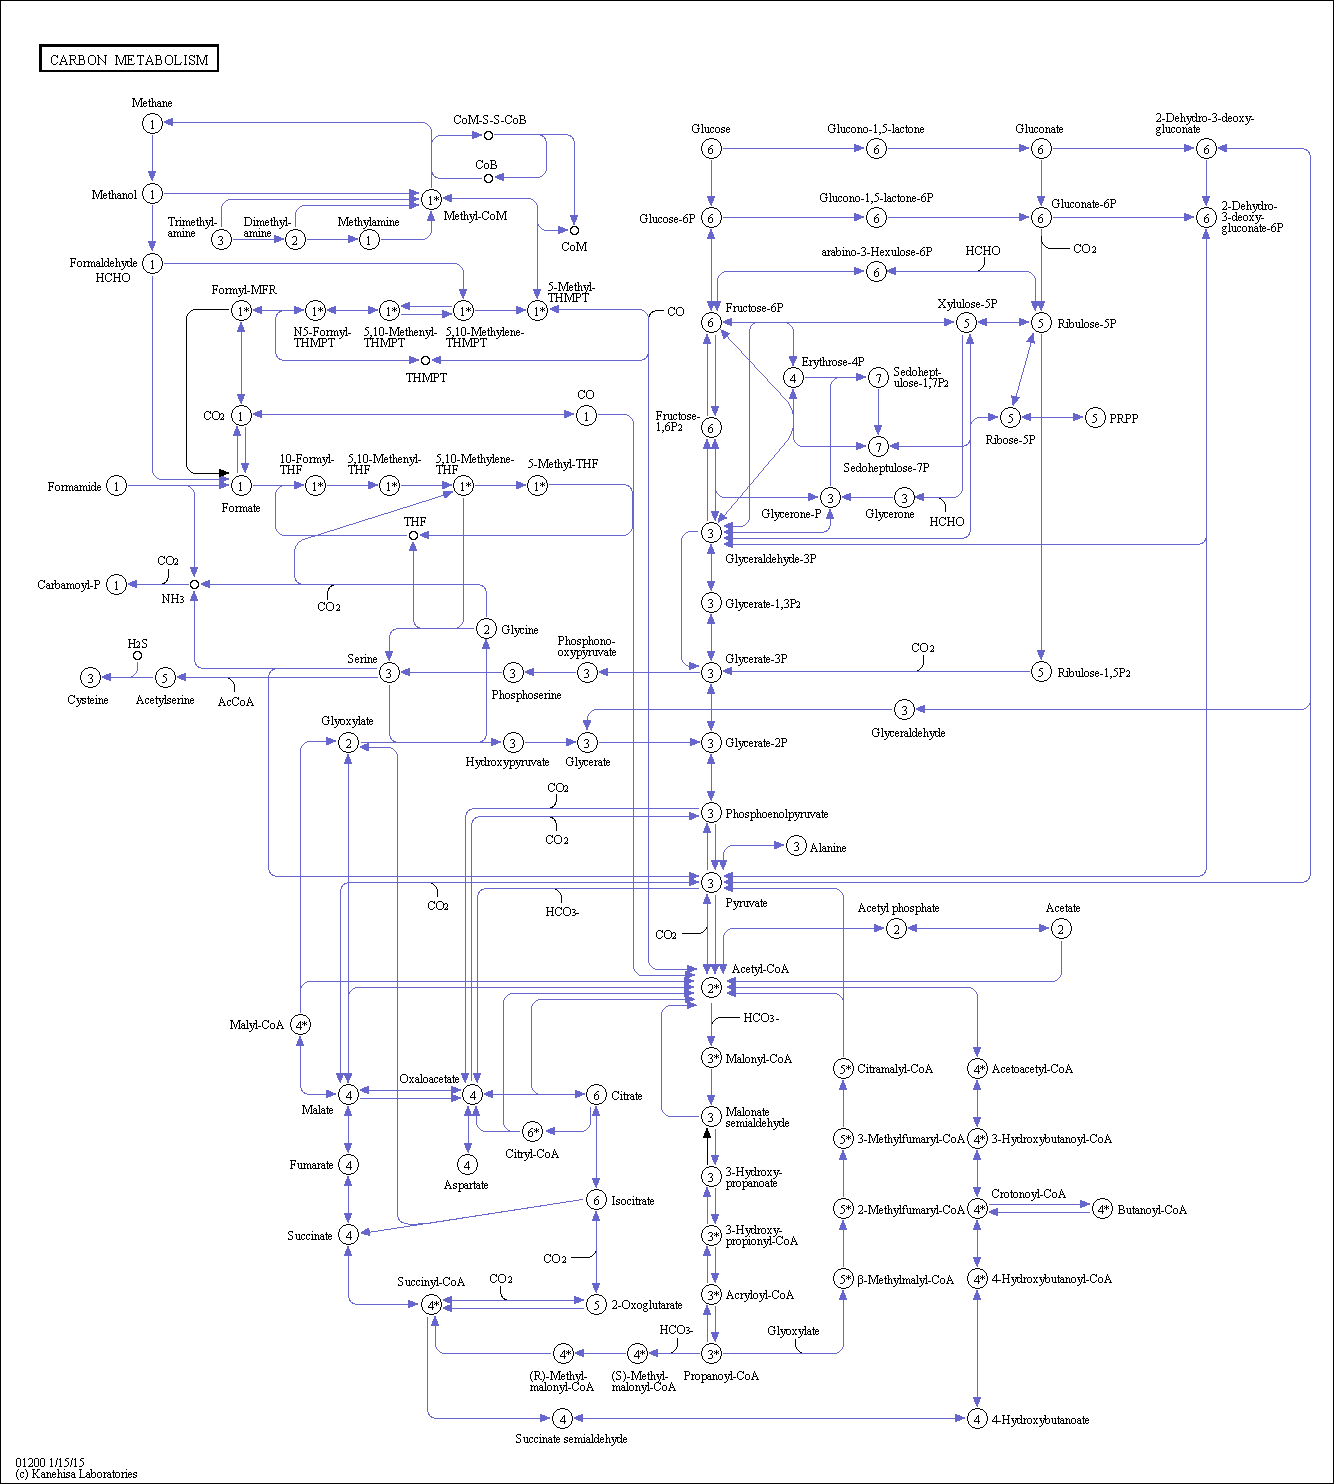 CARBON METABOLISM
Methane
1
CoM-S-S-CoB
CoB
Methanol
1
1*
Methyl-CoM
Trimethyl-
amine
3
Dimethyl-
amine
2
Methylamine
1
CoM
Formaldehyde
HCHO
1
Formyl-MFR
1*
1*
N5-Formyl-
THMPT
1*
5,10-Methenyl-
THMPT
1*
5,10-Methylene-
THMPT
5-Methyl-
THMPT
1*
CO
THMPT
CO2
1
CO
1
10-Formyl-
THF
1*
5,10-Methenyl-
THF
1*
5,10-Methylene-
THF
1*
5-Methyl-THF
1*
Formamide
1
1
Formate
THF
CO2
Carbamoyl-P
1
NH3
CO2
2
Glycine
H2S
Serine
3
Phosphono-
oxypyruvate
3
3
Phosphoserine
3
Cysteine
5
Acetylserine
AcCoA
Glyoxylate
2
3
Hydroxypyruvate
3
Glycerate
Glucose
6
Glucono-1,5-lactone
6
Gluconate
6
2-Dehydro-3-deoxy-
gluconate
6
Glucose-6P
6
Glucono-1,5-lactone-6P
6
Gluconate-6P
6
6
2-Dehydro-
3-deoxy-
gluconate-6P
CO2
arabino-3-Hexulose-6P
6
HCHO
Fructose-6P
6
Xylulose-5P
5
5
Ribulose-5P
Erythrose-4P
4
7
Sedohept-
ulose-1,7P2
Fructose-
1,6P2
6
5
Ribose-5P
5
PRPP
7
Sedoheptulose-7P
3
Glycerone-P
3
Glycerone
HCHO
3
Glyceraldehyde-3P
3
Glycerate-1,3P2
3
Glycerate-3P
CO2
5
Ribulose-1,5P2
3
Glyceraldehyde
3
Glycerate-2P
CO2
CO2
3
Phosphoenolpyruvate
3
Alanine
CO2
HCO3-
3
Pyruvate
CO2
Acetyl phosphate
2
Acetate
2
Acetyl-CoA
2*
Malyl-CoA
4*
HCO3-
3*
Malonyl-CoA
5*
Citramalyl-CoA
4*
Acetoacetyl-CoA
Oxaloacetate
4
4
Malate
6
Citrate
3
Malonate
semialdehyde
6*
Citryl-CoA
5*
3-Methylfumaryl-CoA
4*
3-Hydroxybutanoyl-CoA
Fumarate
4
4
Aspartate
3
3-Hydroxy-
propanoate
6
Isocitrate
5*
2-Methylfumaryl-CoA
Crotonoyl-CoA
4*
4*
Butanoyl-CoA
Succinate
4
3*
3-Hydroxy-
propionyl-CoA
CO2
Succinyl-CoA
4*
CO2
5
2-Oxoglutarate
3*
Acryloyl-CoA
5*
β-Methylmalyl-CoA
4*
4-Hydroxybutanoyl-CoA
HCO3-
Glyoxylate
4*
(R)-Methyl-
malonyl-CoA
4*
(S)-Methyl-
malonyl-CoA
3*
Propanoyl-CoA
4
Succinate semialdehyde
4
4-Hydroxybutanoate
01200 1/15/15
(c) Kanehisa Laboratories